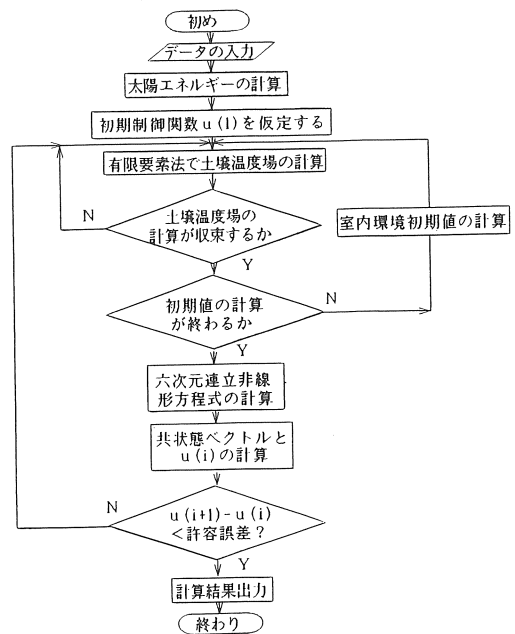 初め
データの入力
太陽エネルギーの計算
初期制御関数u(1)を仮定する
有限要素法で土壌温度場の計算
土壌温度場の
計算が収束するか
N
Y
室内環境初期値の計算
初期値の計算
が終わるか
N
Y
六次元連立非線
形方程式の計算
共状態ベクトルと
u(i)の計算
u(i+1)-u(i)
<許容誤差?
N
Y
計算結果出力
終わり